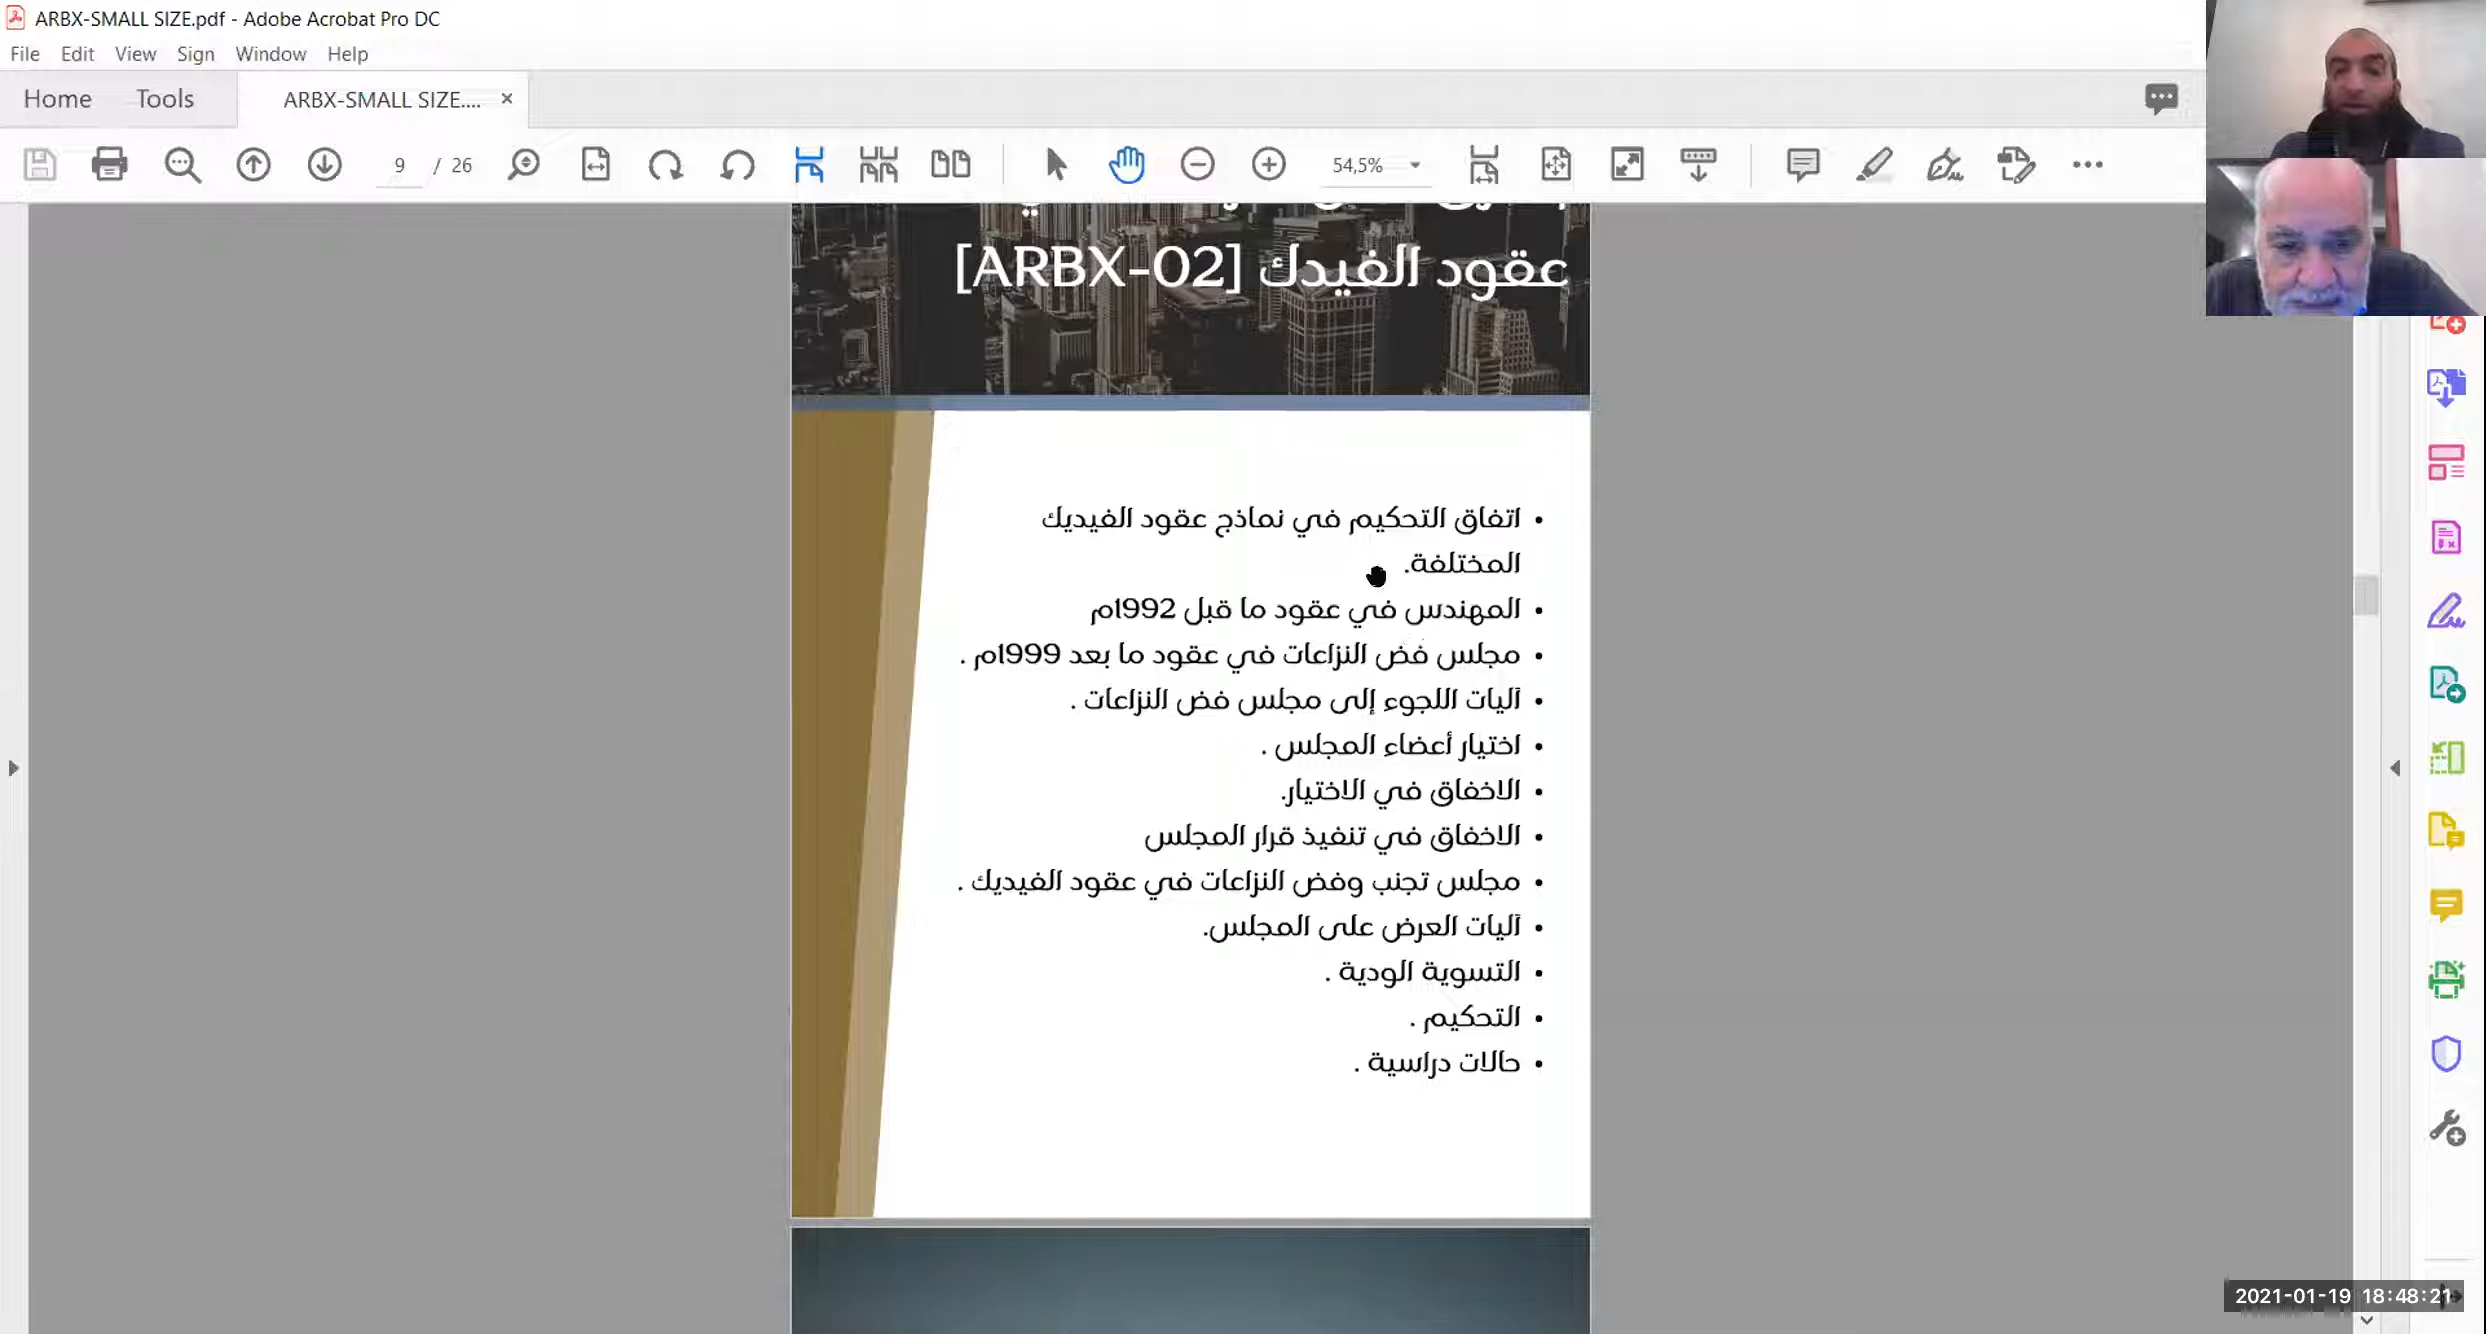 ARBX-SMALL SIZE.pdf - Adobe Acrobat Pro DC
File Edit View Sign Window Help
Home Tools ARBX-SMALL SIZE.... ×
9 / 26 54,5%
عقود الفيدك [ARBX-02]
• اتفاق التحكيم في نماذج عقود الفيديك
المختلفة.
• المهندس في عقود ما قبل 1992م
• مجلس فض النزاعات في عقود ما بعد 1999م .
• آليات اللجوء إلى مجلس فض النزاعات .
• اختيار أعضاء المجلس .
• الاخفاق في الاختيار.
• الاخفاق في تنفيذ قرار المجلس
• مجلس تجنب وفض النزاعات في عقود الفيديك .
• آليات العرض على المجلس.
• التسوية الودية .
• التحكيم .
• حالات دراسية .
2021-01-19 18:48:21